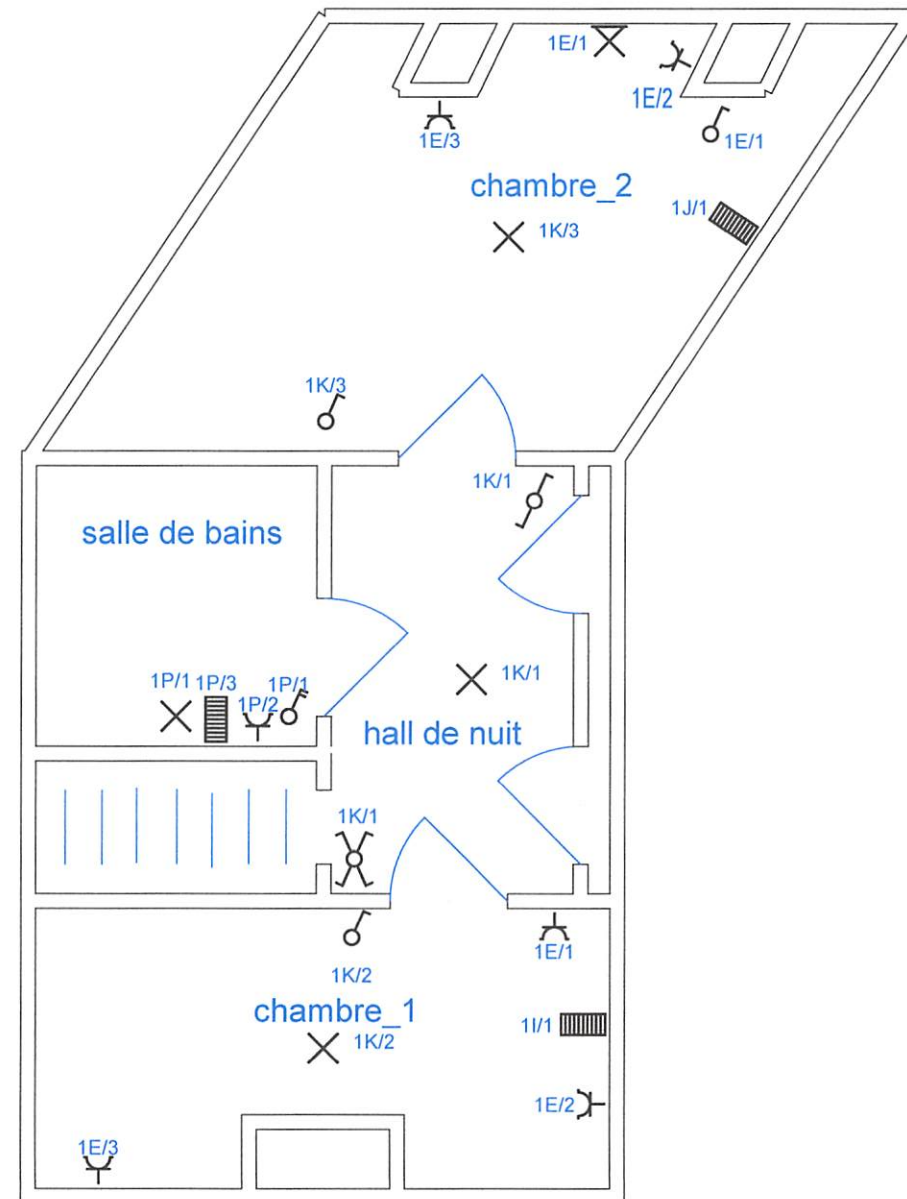 1E/1
1E/2
1E/3
1E/1
chambre_2
1J/1
1K/3
1K/3
1K/1
salle de bains
1K/1
1P/1
1P/3
1P/1
1P/2
hall de nuit
1K/1
1K/2
1E/1
chambre_1
1I/1
1K/2
1E/2
1E/3